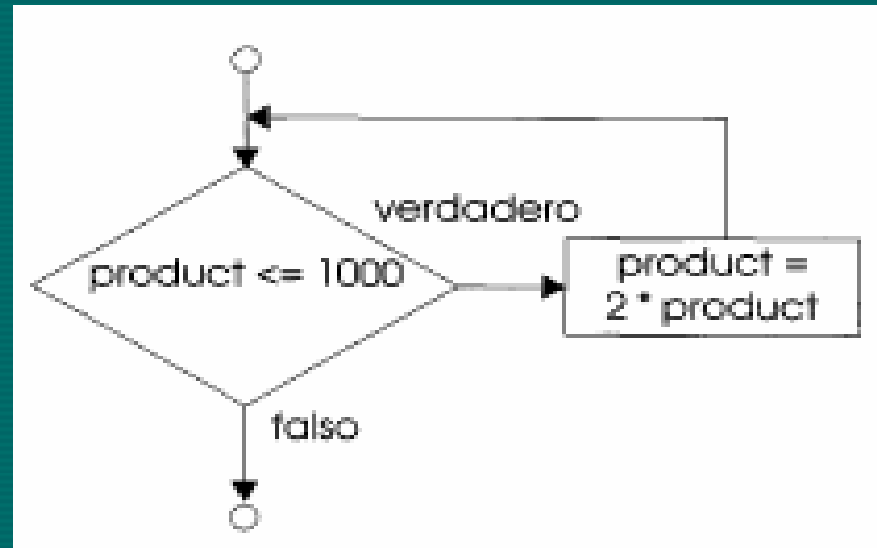 verdadero
product <= 1000
product =
2 * product
falso